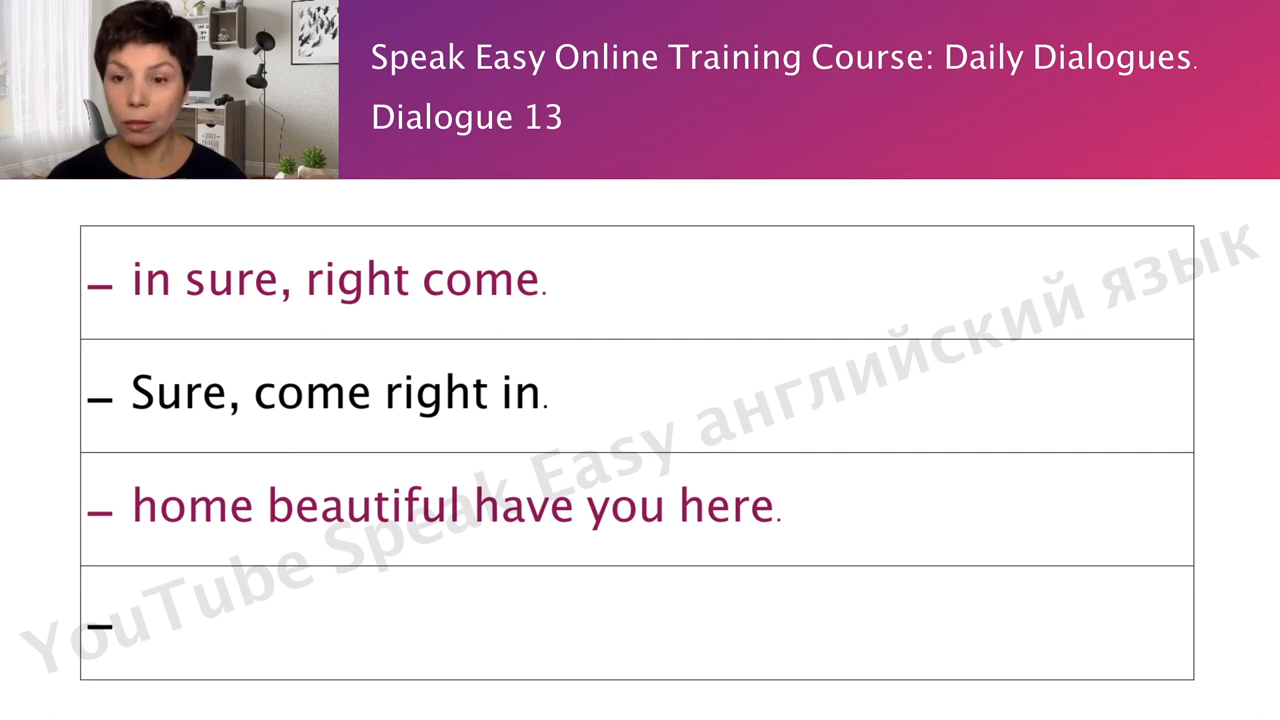 Speak Easy Online Training Course: Daily Dialogues.
Dialogue 13
– in sure, right come.
– Sure, come right in.
– home beautiful have you here.
–
YouTube Speak Easy английский язык